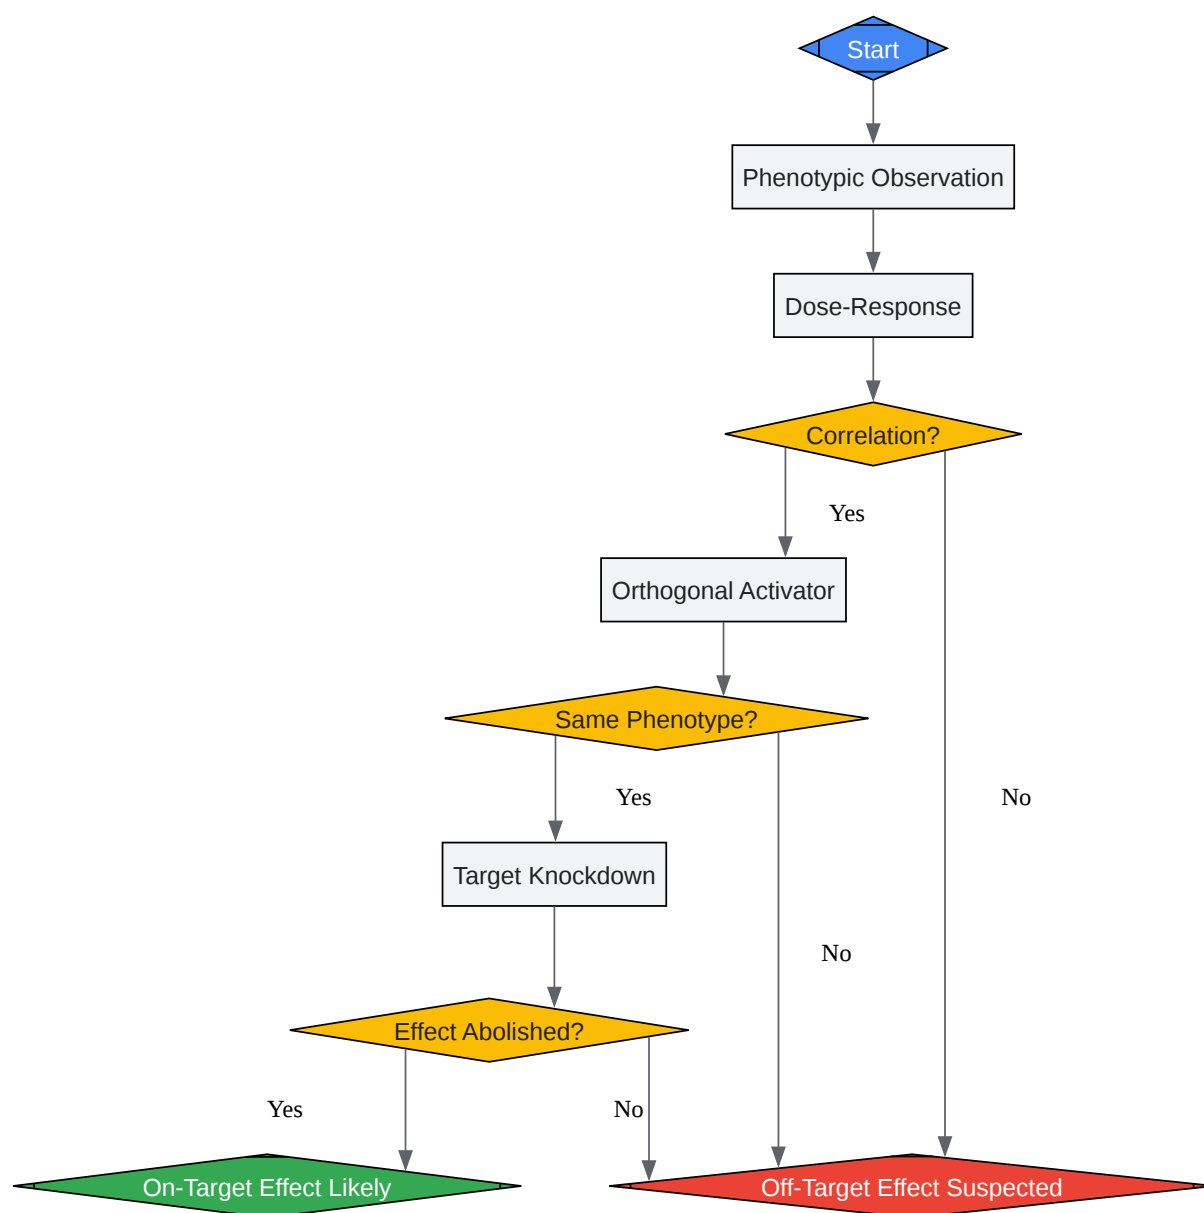 Start
Phenotypic Observation
Dose-Response
Correlation?
Yes
Orthogonal Activator
Same Phenotype?
Yes
No
Target Knockdown
No
Effect Abolished?
Yes
No
On-Target Effect Likely
Off-Target Effect Suspected